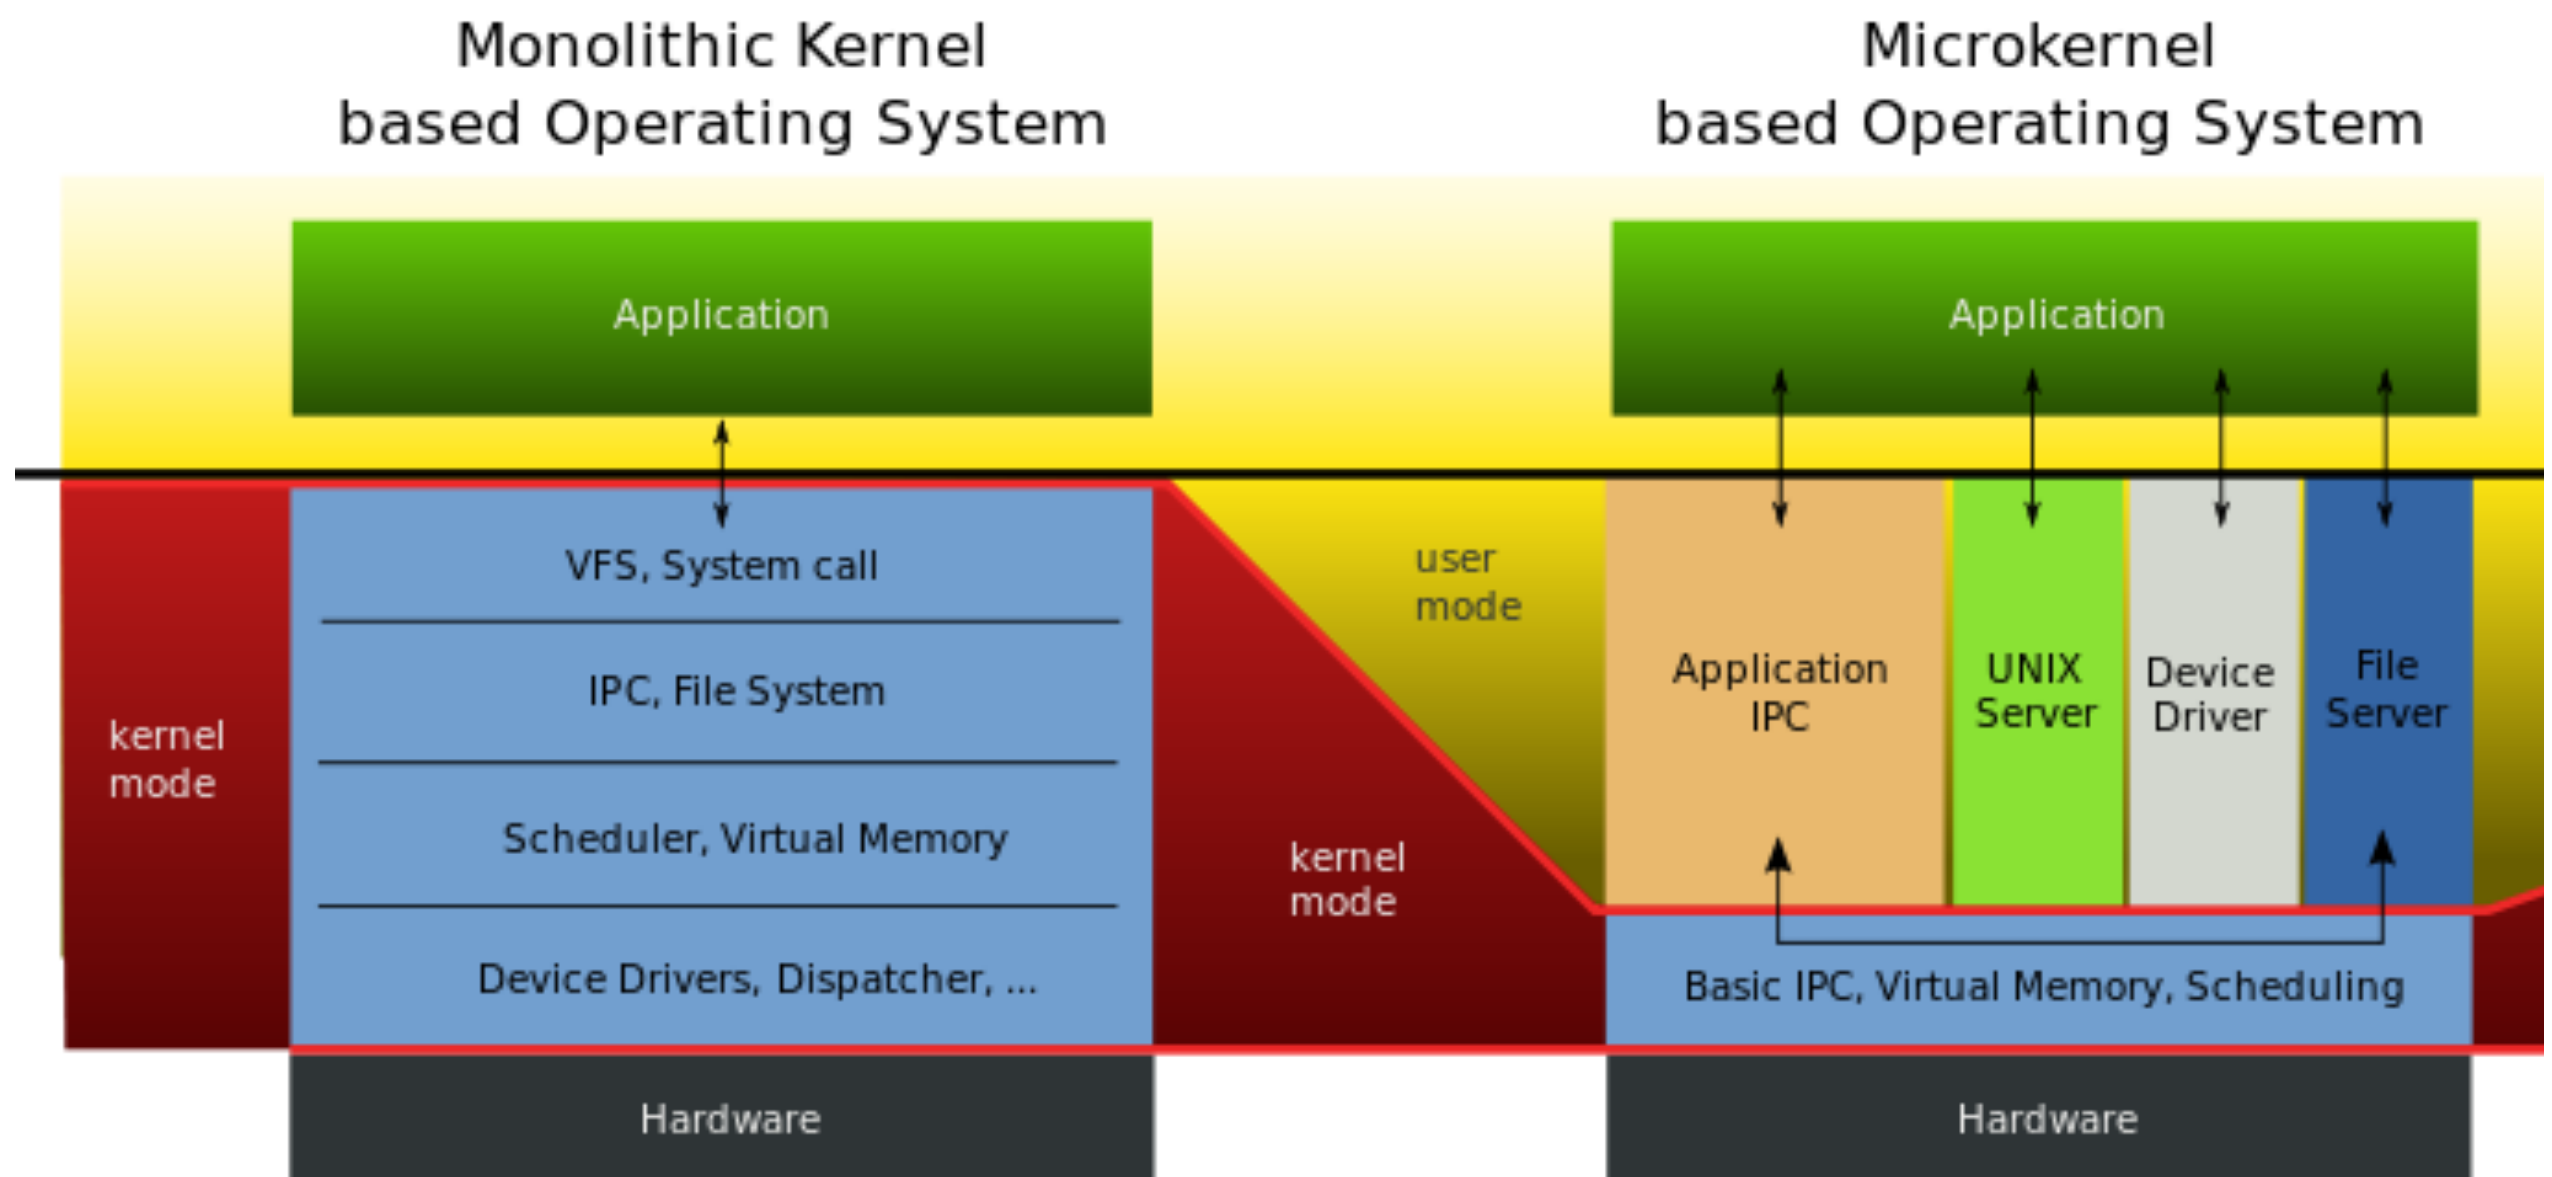 Monolithic Kernel
based Operating System
Application
VFS, System call
IPC, File System
Scheduler, Virtual Memory
Device Drivers, Dispatcher, ...
kernel
mode
Hardware
kernel
mode
user
mode
Microkernel
based Operating System
Application
Application
IPC
UNIX
Server
Device
Driver
File
Server
Basic IPC, Virtual Memory, Scheduling
Hardware